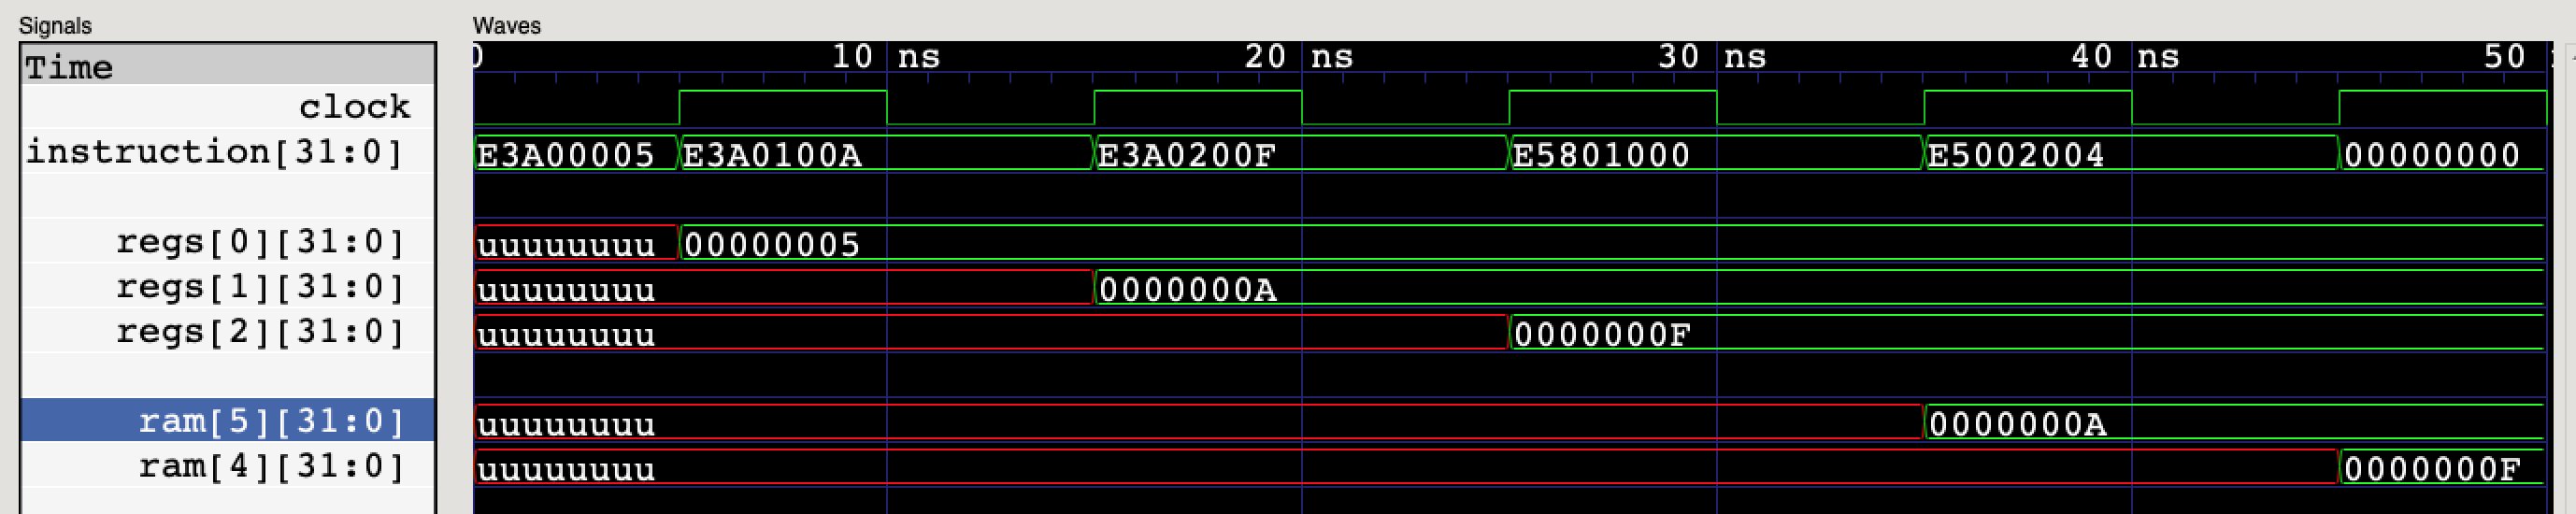 Signals Waves
Time 0 10 ns 20 ns 30 ns 40 ns 50
clock
instruction[31:0] E3A00005 E3A0100A E3A0200F E5801000 E5002004 00000000
regs[0][31:0] uuuuuuuu 00000005
regs[1][31:0] uuuuuuuu 0000000A
regs[2][31:0] uuuuuuuu 0000000F
ram[5][31:0] uuuuuuuu 0000000A
ram[4][31:0] uuuuuuuu 0000000F